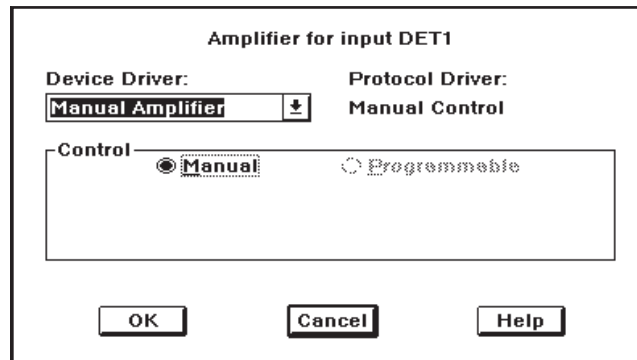 Amplifier for input DET1
Device Driver:
Protocol Driver:
Manual Amplifier
Manual Control
Control
Manual
Programmable
OK
Cancel
Help